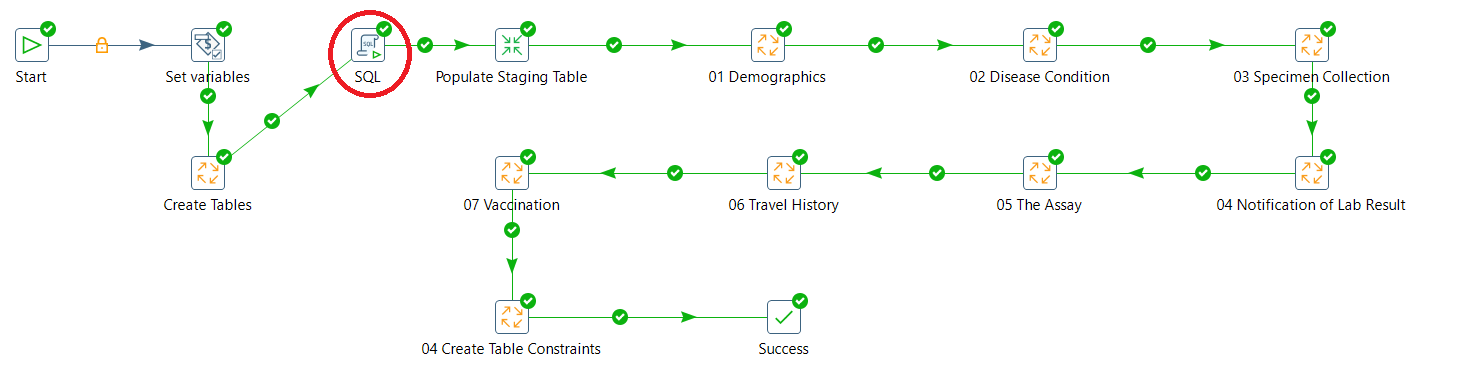 Start
Set variables
SQL
SQL
Populate Staging Table
01 Demographics
02 Disease Condition
03 Specimen Collection
Create Tables
07 Vaccination
06 Travel History
05 The Assay
04 Notification of Lab Result
04 Create Table Constraints
Success